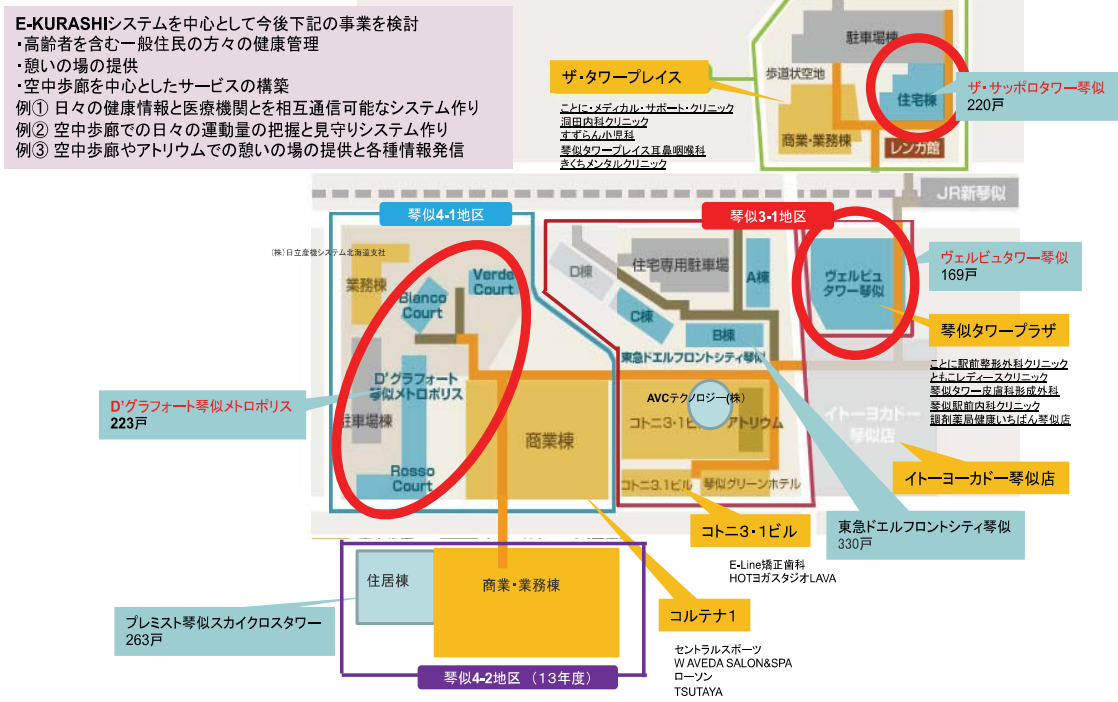 E-KURASHIシステムを中心として今後下記の事業を検討
・高齢者を含む一般住民の方々の健康管理
・憩いの場の提供
・空中歩廊を中心としたサービスの構築
例① 日々の健康情報と医療機関とを相互通信可能なシステム作り
例② 空中歩廊での日々の運動量の把握と見守りシステム作り
例③ 空中歩廊やアトリウムでの憩いの場の提供と各種情報発信
ザ・タワープレイス
ことに・メディカル・サポート・クリニック
洞田内科クリニック
すずらん小児科
琴似タワープレイス耳鼻咽喉科
きくちメンタルクリニック
駐車場棟
歩道状空地
住宅棟
商業・業務棟
レンガ館
ザ・サッポロタワー琴似
220戸
JR新琴似
琴似4-1地区
琴似3-1地区
(株)日立産機システム北海道支社
業務棟
Bianco
Court
Verde
Court
D'グラフォート
琴似メトロポリス
駐車場棟
Rosso
Court
商業棟
D'グラフォート琴似メトロポリス
223戸
D棟
住宅専用駐車場
A棟
C棟
B棟
東急ドエルフロントシティ琴似
AVCテクノロジー(株)
コトニ3・1ビル
アトリウム
コトニ3.1ビル
琴似グリーンホテル
ヴェルビュ
タワー琴似
ヴェルビュタワー琴似
169戸
琴似タワープラザ
ことに駅前整形外科クリニック
ともこレディースクリニック
琴似タワー皮膚科形成外科
琴似駅前内科クリニック
調剤薬局健康いちばん琴似店
イトーヨカドー
琴似店
イトーヨーカドー琴似店
コトニ3・1ビル
E-Line矯正歯科
HOTヨガスタジオLAVA
東急ドエルフロントシティ琴似
330戸
住居棟
商業・業務棟
プレミスト琴似スカイクロスタワー
263戸
琴似4-2地区 （13年度）
コルテナ1
セントラルスポーツ
W AVEDA SALON&SPA
ローソン
TSUTAYA